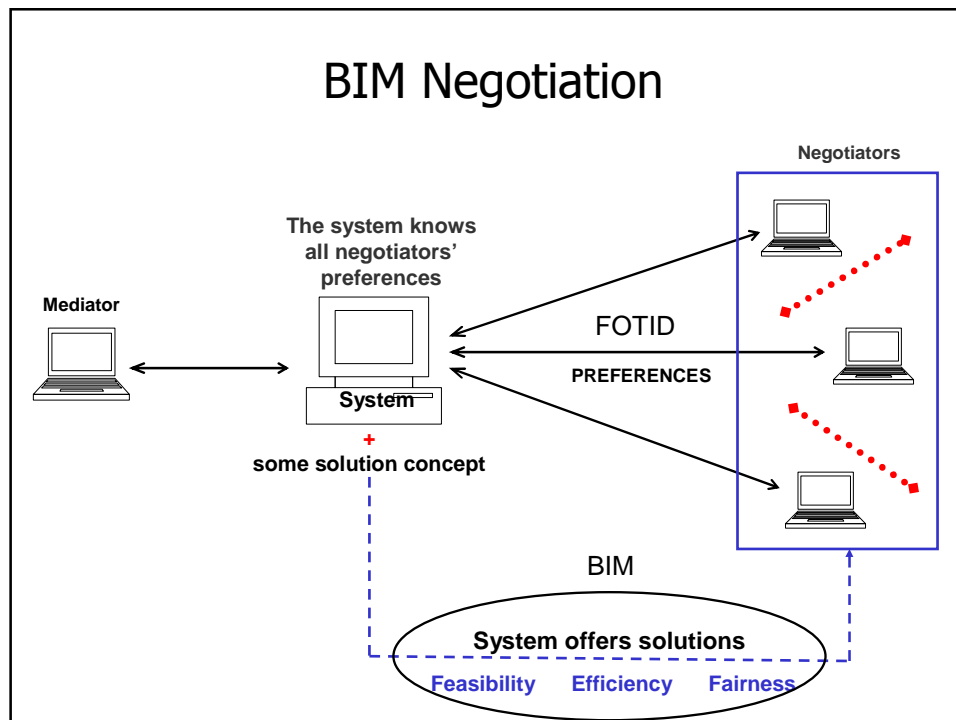 BIM Negotiation
Negotiators
The system knows
all negotiators’
preferences
Mediator
FOTID
PREFERENCES
System
+
some solution concept
BIM
System offers solutions
Feasibility Efficiency Fairness